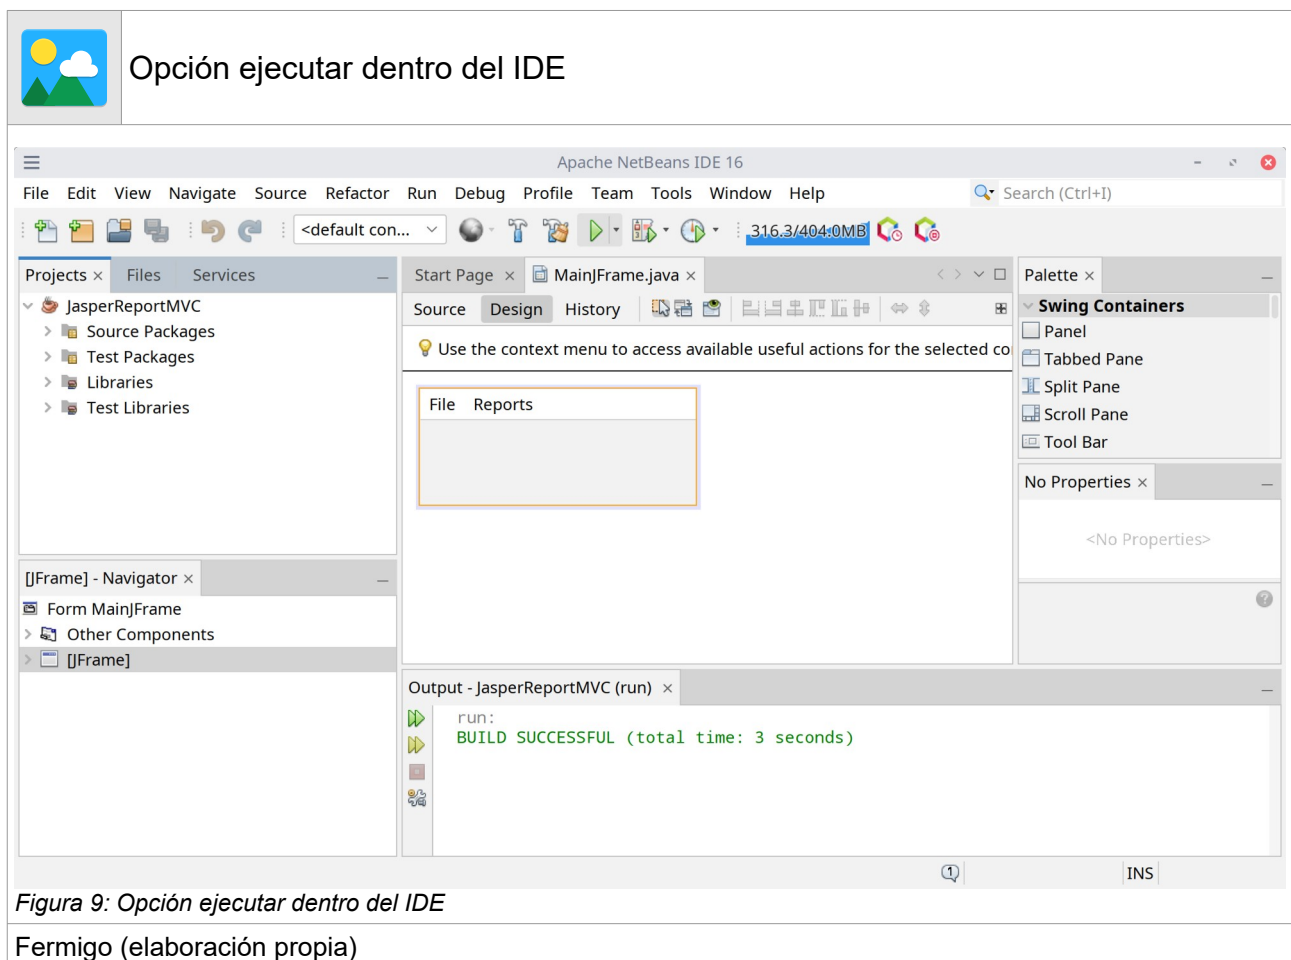 Opción ejecutar dentro del IDE
Apache NetBeans IDE 16
File Edit View Navigate Source Refactor Run Debug Profile Team Tools Window Help Search (Ctrl+I)
<default con... 316.3/404.0MB
Projects Files Services
JasperReportMVC
Source Packages
Test Packages
Libraries
Test Libraries
[JFrame] - Navigator
Form MainJFrame
Other Components
[JFrame]
Start Page MainJFrame.java
Source Design History
Use the context menu to access available useful actions for the selected co
File Reports
Palette
Swing Containers
Panel
Tabbed Pane
Split Pane
Scroll Pane
Tool Bar
No Properties
<No Properties>
Output - JasperReportMVC (run)
run:
BUILD SUCCESSFUL (total time: 3 seconds)
1 INS
Figura 9: Opción ejecutar dentro del IDE
Fermigo (elaboración propia)